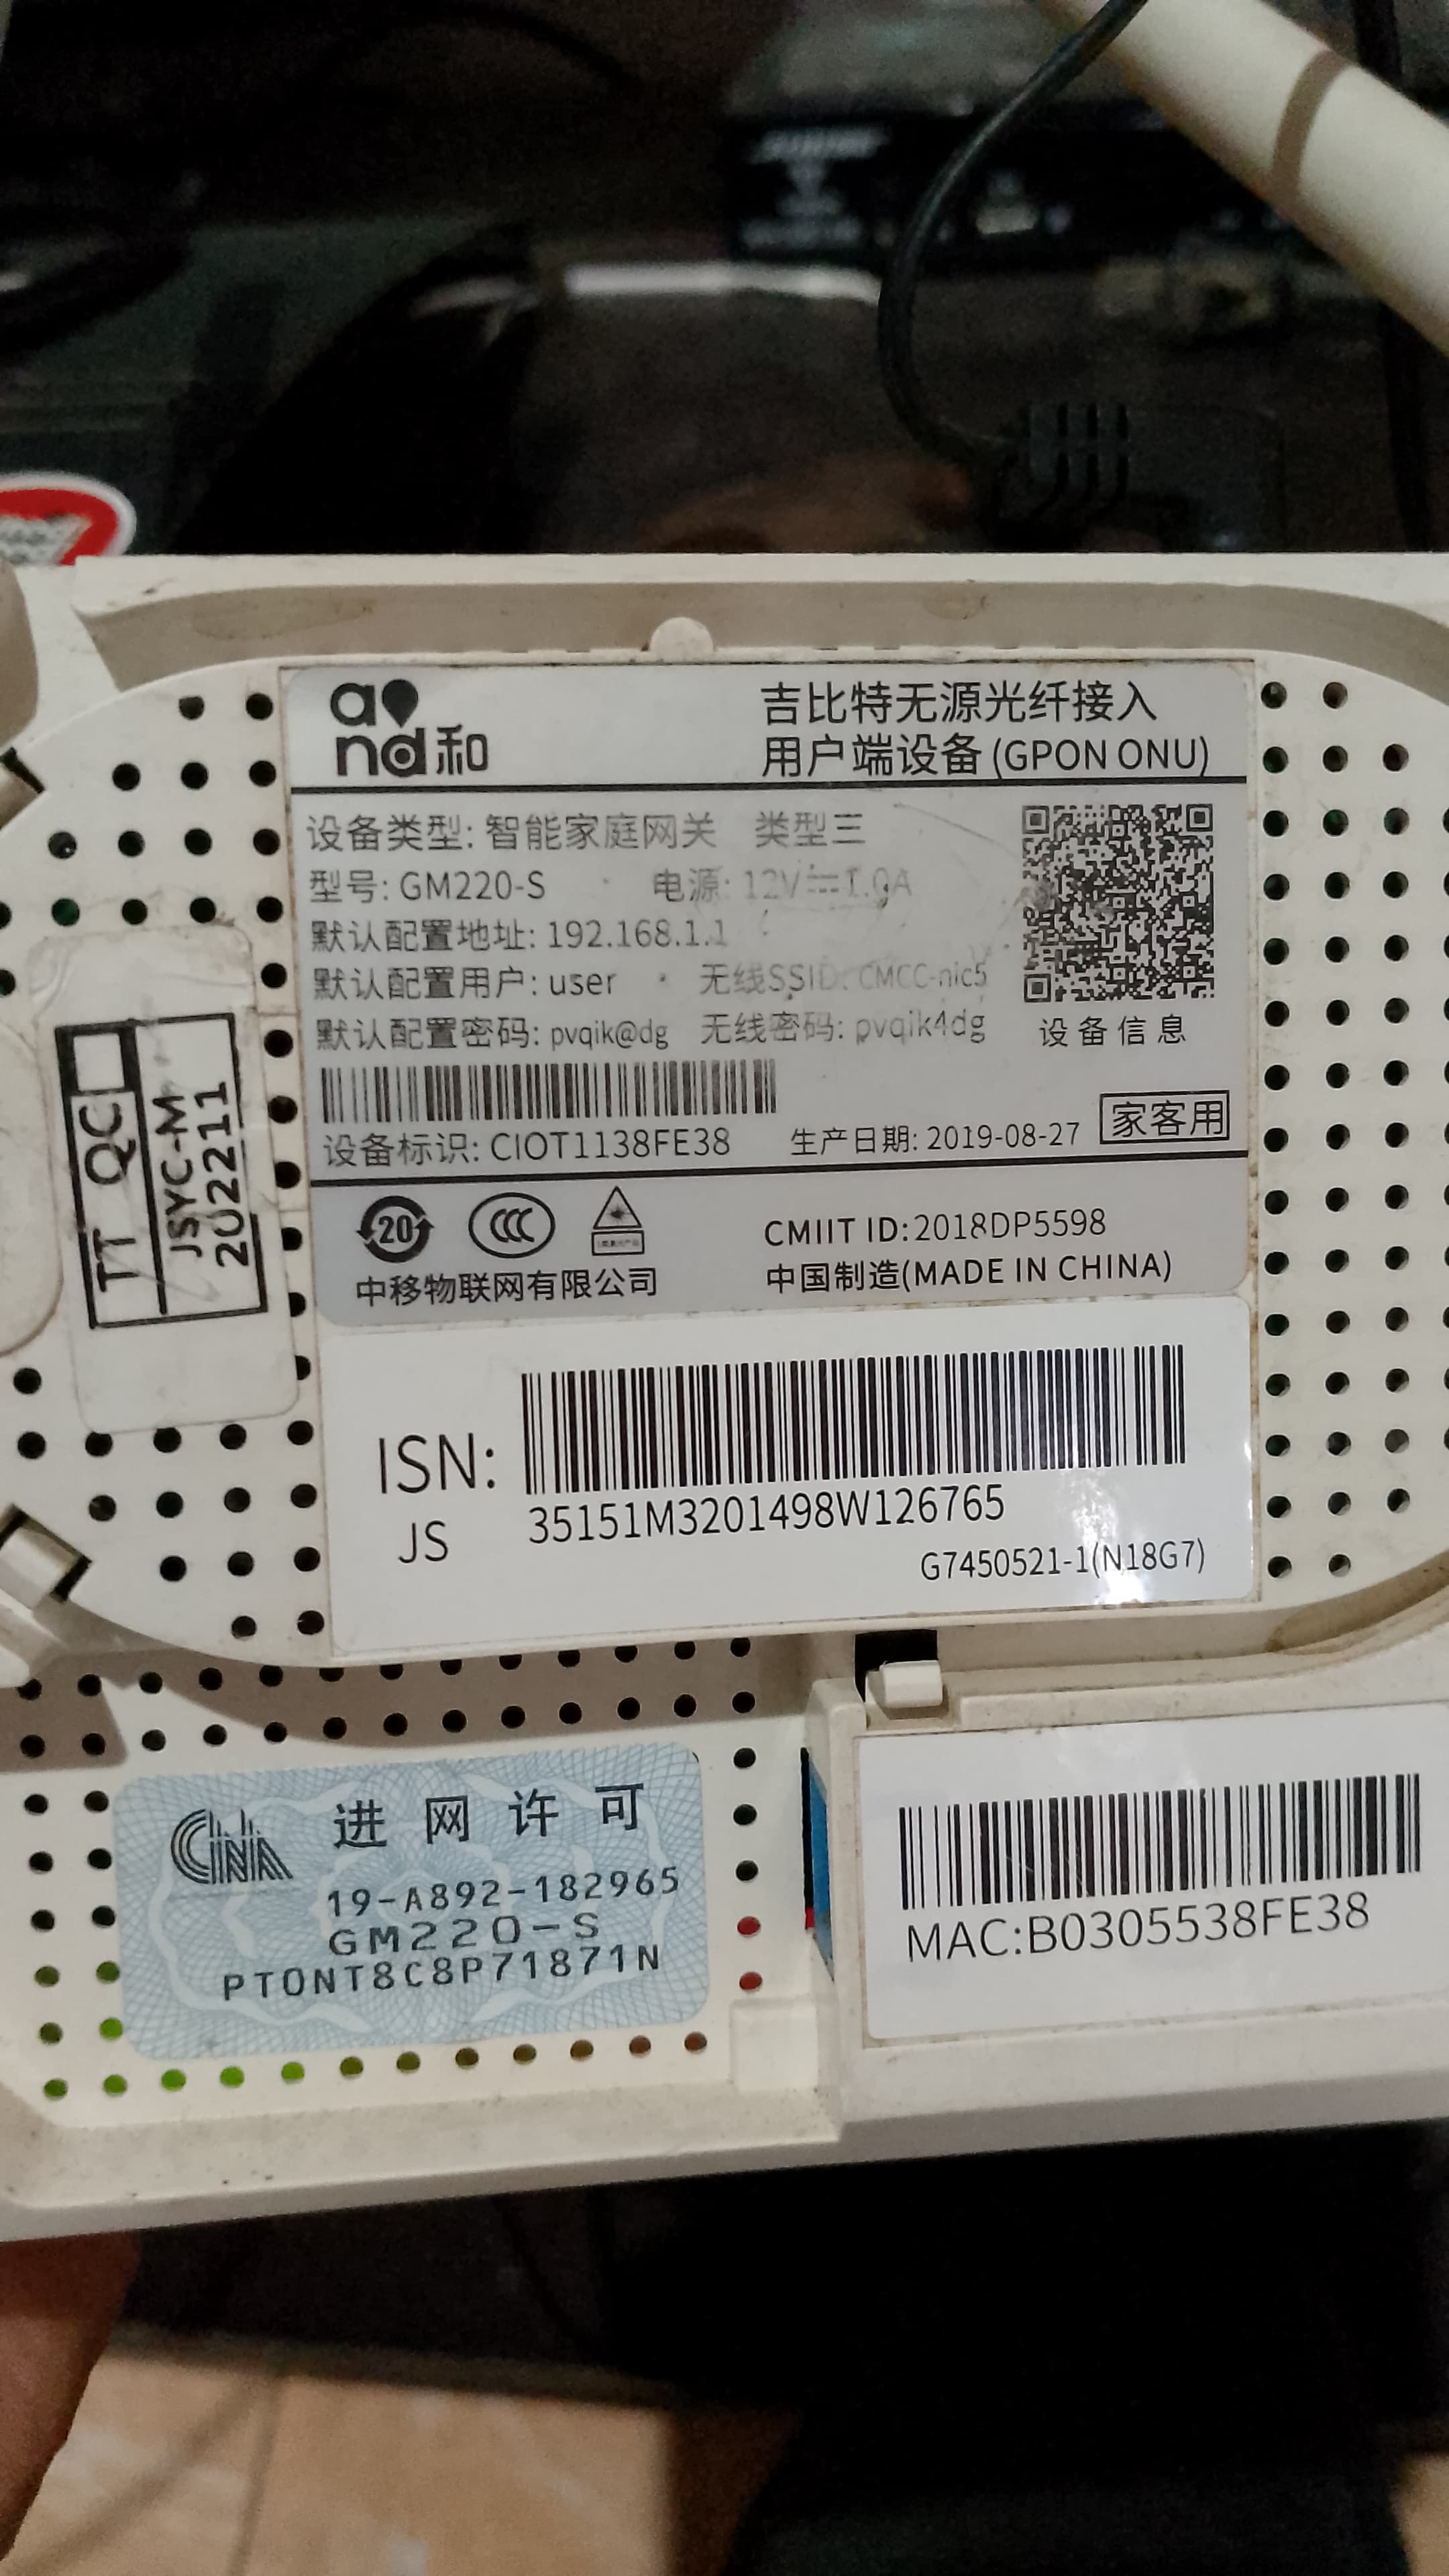 and和
吉比特无源光纤接入
用户端设备(GPON ONU)
设备类型: 智能家庭网关 类型三
型号: GM220-S 电源: 12V⎓1.0A
默认配置地址: 192.168.1.1
默认配置用户: user 无线SSID: CMCC-nic5
默认配置密码: pvqik@dg 无线密码: pvqik4dg
设备信息
设备标识: CIOT1138FE38 生产日期: 2019-08-27 家客用
20 CCC
中移物联网有限公司
CMIIT ID:2018DP5598
中国制造(MADE IN CHINA)
TT QC
JSYC-M
202211
ISN:
35151M3201498W126765
JS
G7450521-1(N18G7)
进网许可
19-A892-182965
GM220-S
PT0NT8C8P71871N
MAC:B0305538FE38